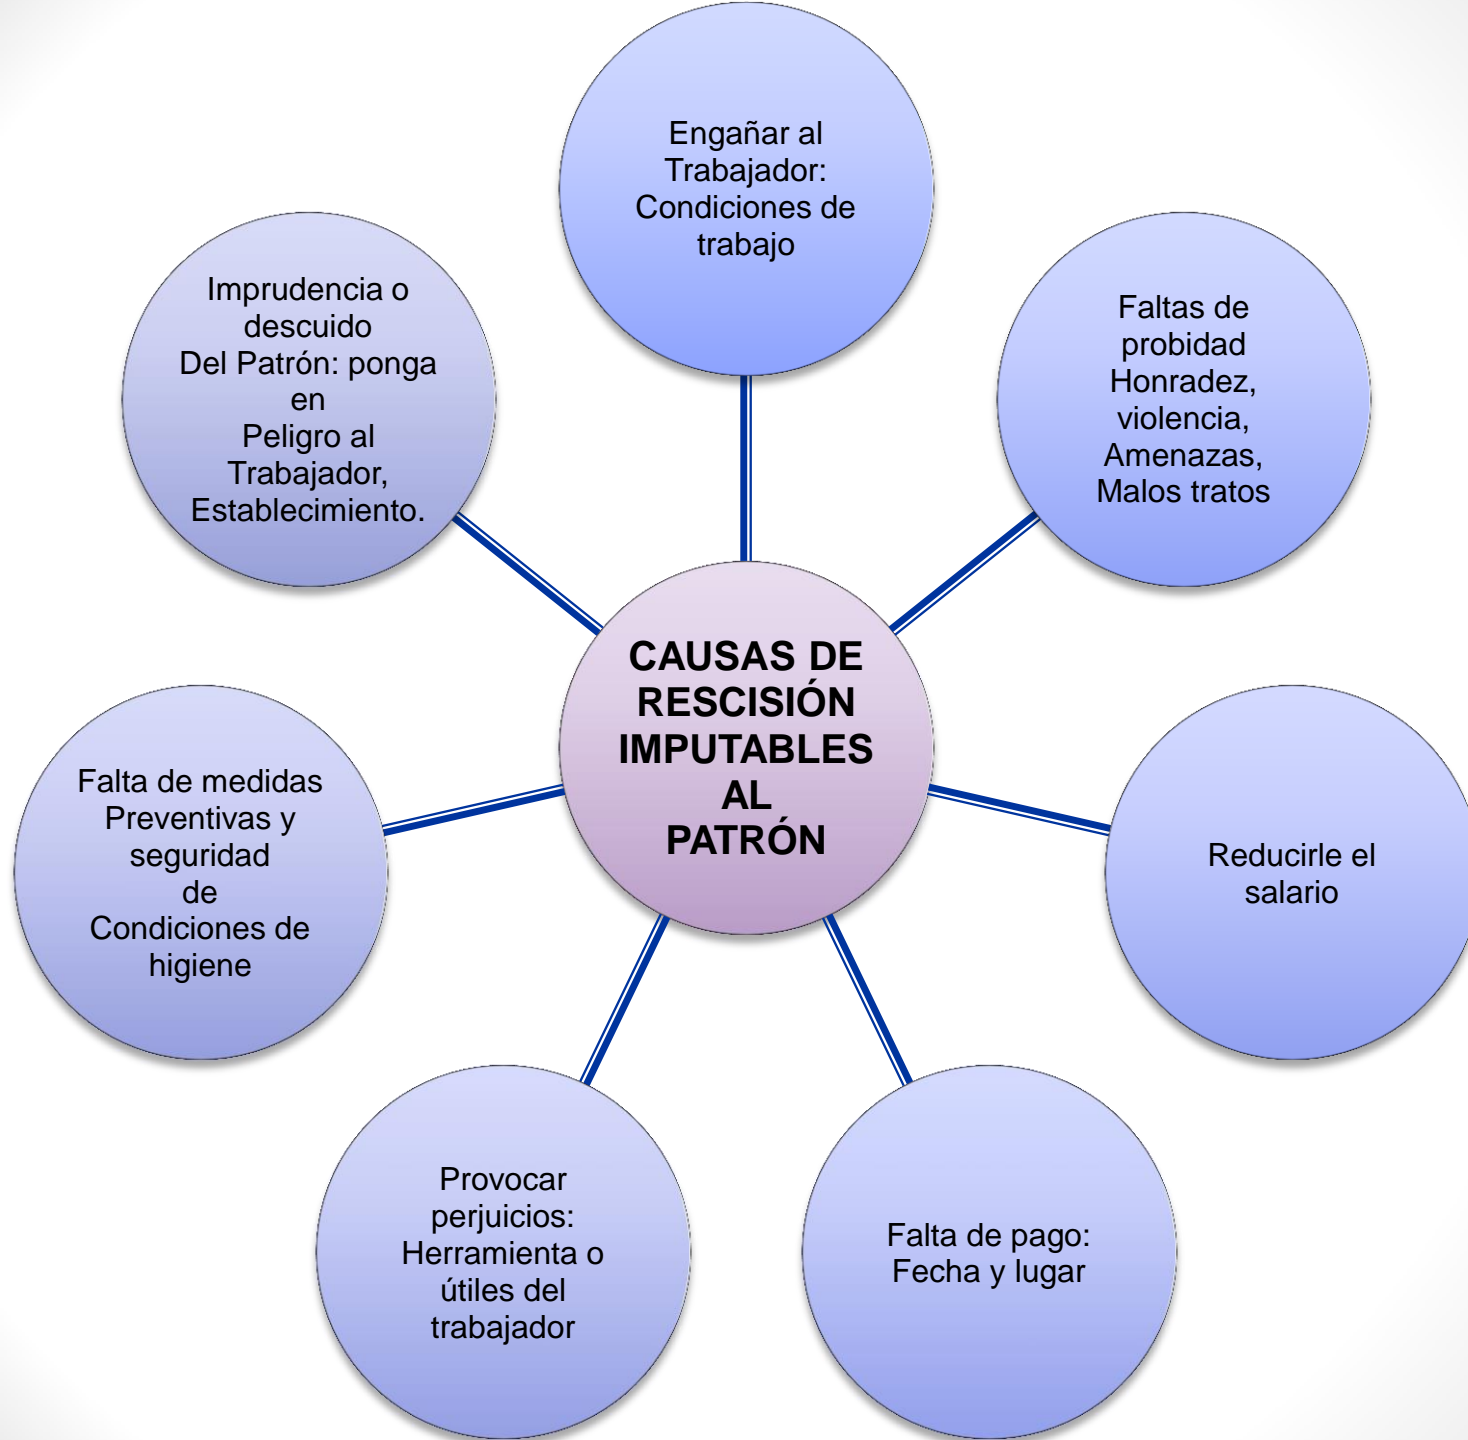 Engañar al
Trabajador:
Condiciones de
trabajo
Faltas de
probidad
Honradez,
violencia,
Amenazas,
Malos tratos
Reducirle el
salario
Falta de pago:
Fecha y lugar
Provocar
perjuicios:
Herramienta o
útiles del
trabajador
Falta de medidas
Preventivas y
seguridad
de
Condiciones de
higiene
Imprudencia o
descuido
Del Patrón: ponga
en
Peligro al
Trabajador,
Establecimiento.
CAUSAS DE
RESCISIÓN
IMPUTABLES
AL
PATRÓN